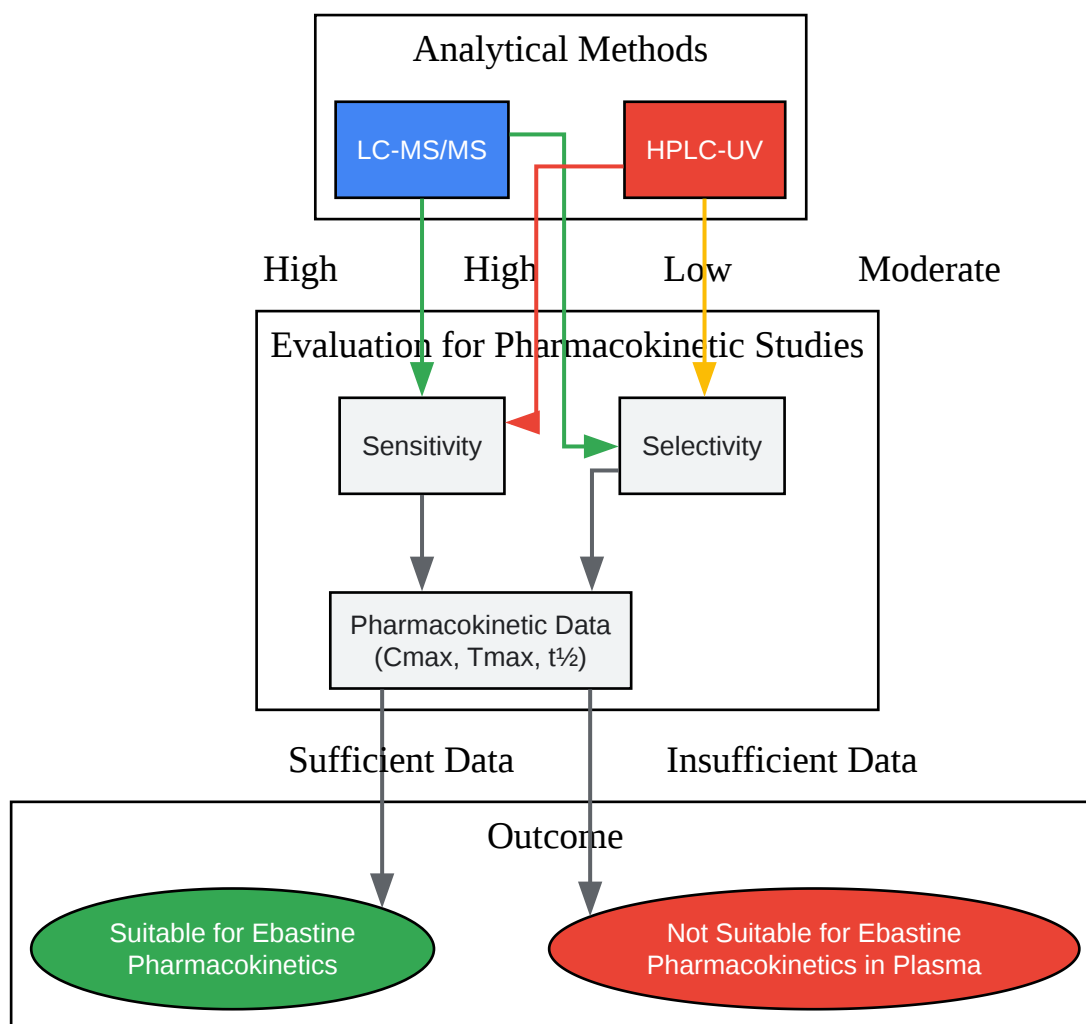 Analytical Methods
LC-MS/MS
HPLC-UV
High
High
Low
Moderate
Evaluation for Pharmacokinetic Studies
Sensitivity
Selectivity
Pharmacokinetic Data
(Cmax, Tmax, t½)
Sufficient Data
Insufficient Data
Outcome
Suitable for Ebastine
Pharmacokinetics
Not Suitable for Ebastine
Pharmacokinetics in Plasma